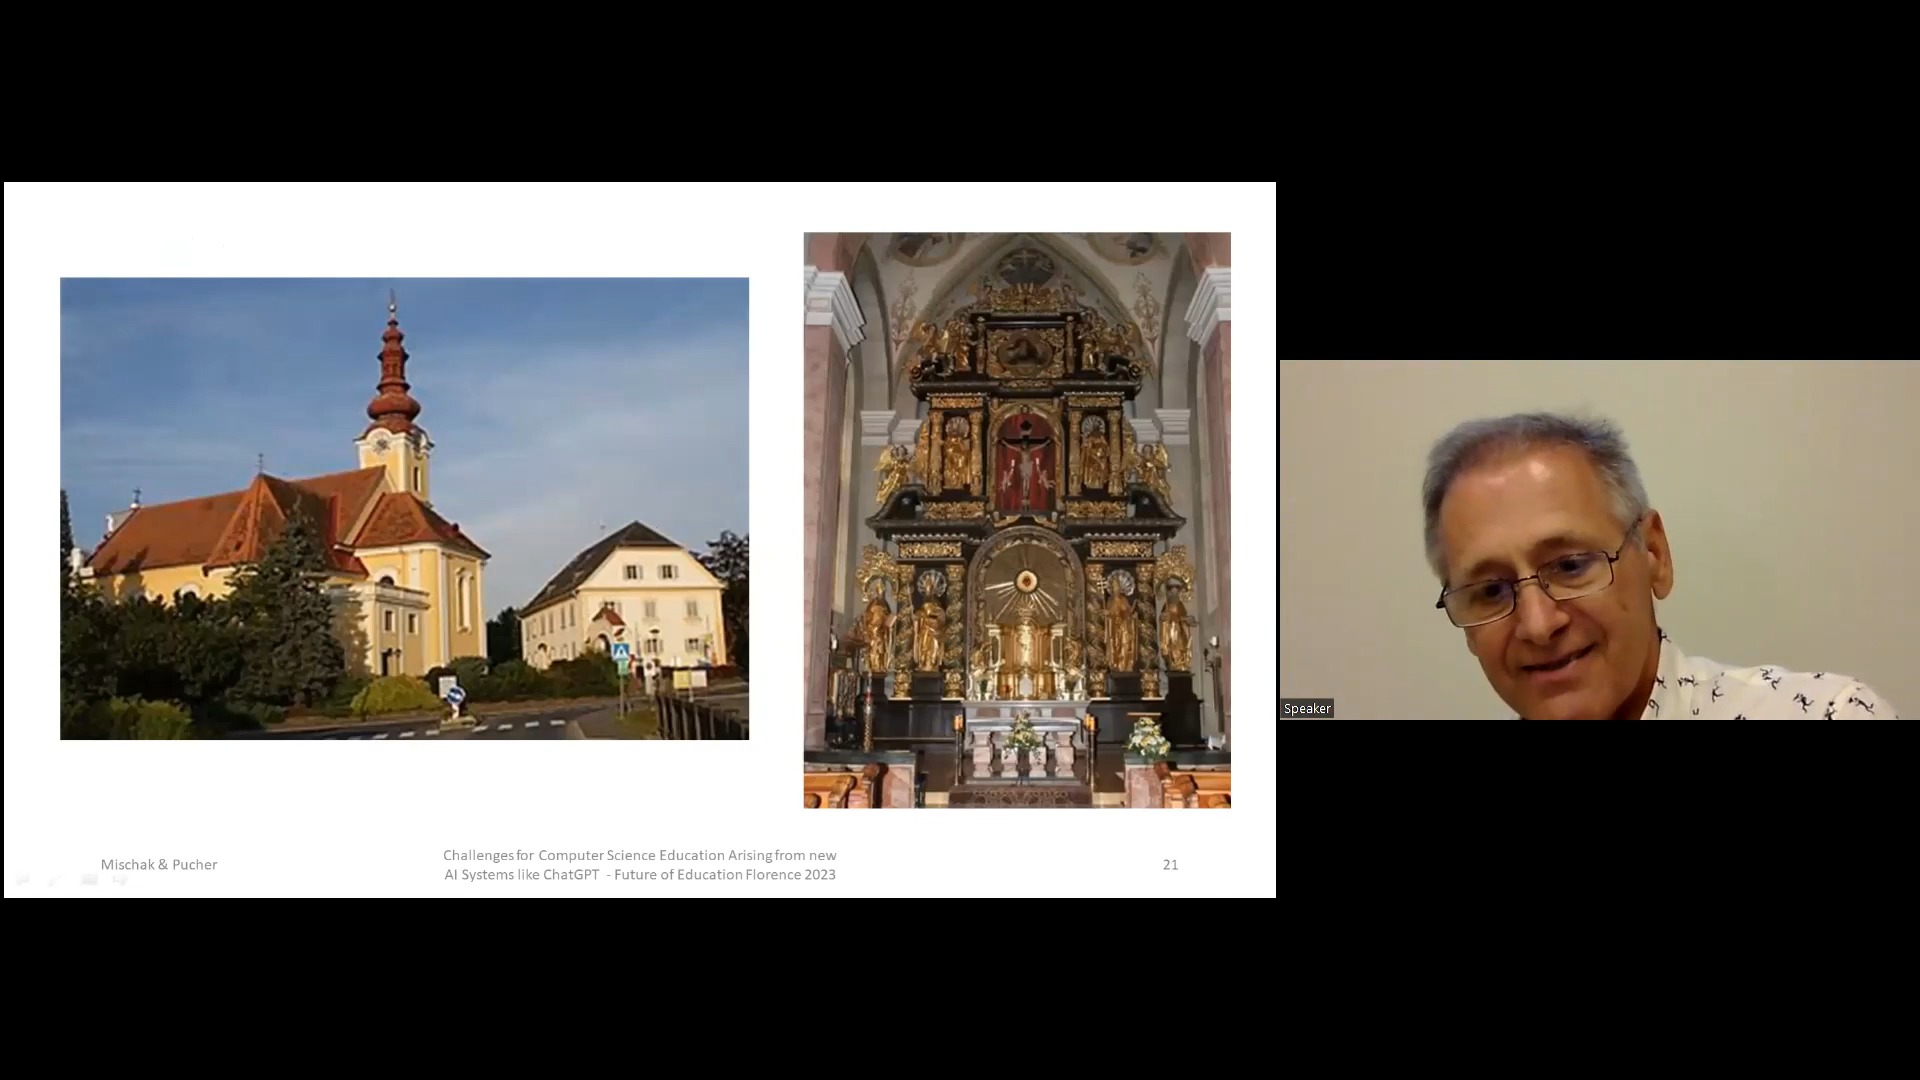 Mischak & Pucher
Challenges for Computer Science Education Arising from new
AI Systems like ChatGPT - Future of Education Florence 2023
21
Speaker